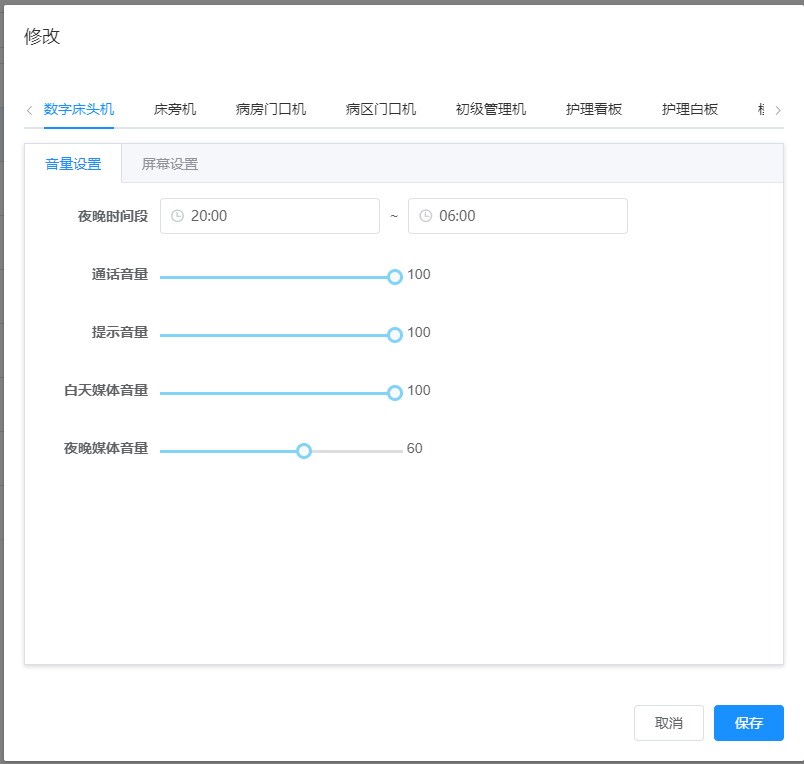 修改
数字床头机 床旁机 病房门口机 病区门口机 初级管理机 护理看板 护理白板
音量设置 屏幕设置
夜晚时间段 20:00 ~ 06:00
通话音量 100
提示音量 100
白天媒体音量 100
夜晚媒体音量 60
取消 保存